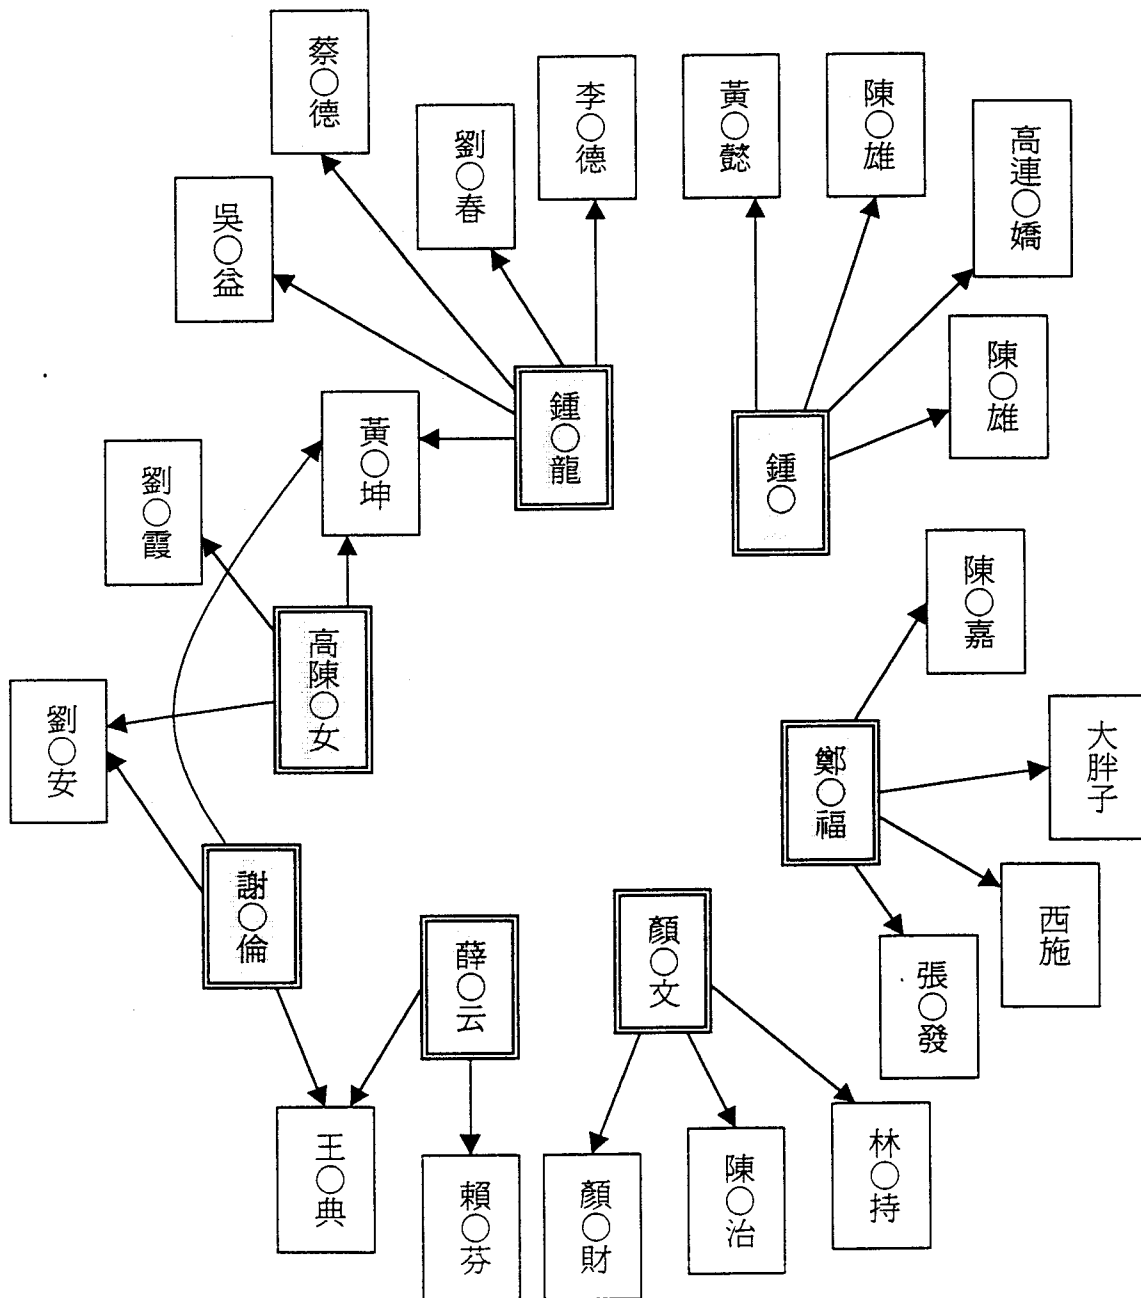 蔡○德
李○德
黃○懿
陳○雄
劉○春
高連○嬌
吳○益
陳○雄
鍾○龍
黃○坤
鍾○
劉○霞
陳○嘉
高陳○女
劉○安
大胖子
鄭○福
謝○倫
西施
顏○文
薛○云
張○發
王○典
林○持
陳○治
賴○芬
顏○財